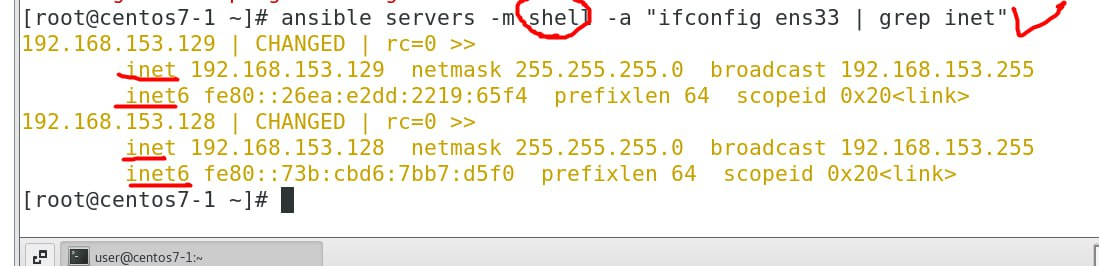 [root@centos7-1 ~]# ansible servers -m shell -a "ifconfig ens33 | grep inet"
192.168.153.129 | CHANGED | rc=0 >>
        inet 192.168.153.129  netmask 255.255.255.0  broadcast 192.168.153.255
        inet6 fe80::26ea:e2dd:2219:65f4  prefixlen 64  scopeid 0x20<link>
192.168.153.128 | CHANGED | rc=0 >>
        inet 192.168.153.128  netmask 255.255.255.0  broadcast 192.168.153.255
        inet6 fe80::73b:cbd6:7bb7:d5f0  prefixlen 64  scopeid 0x20<link>
[root@centos7-1 ~]#
user@centos7-1:~